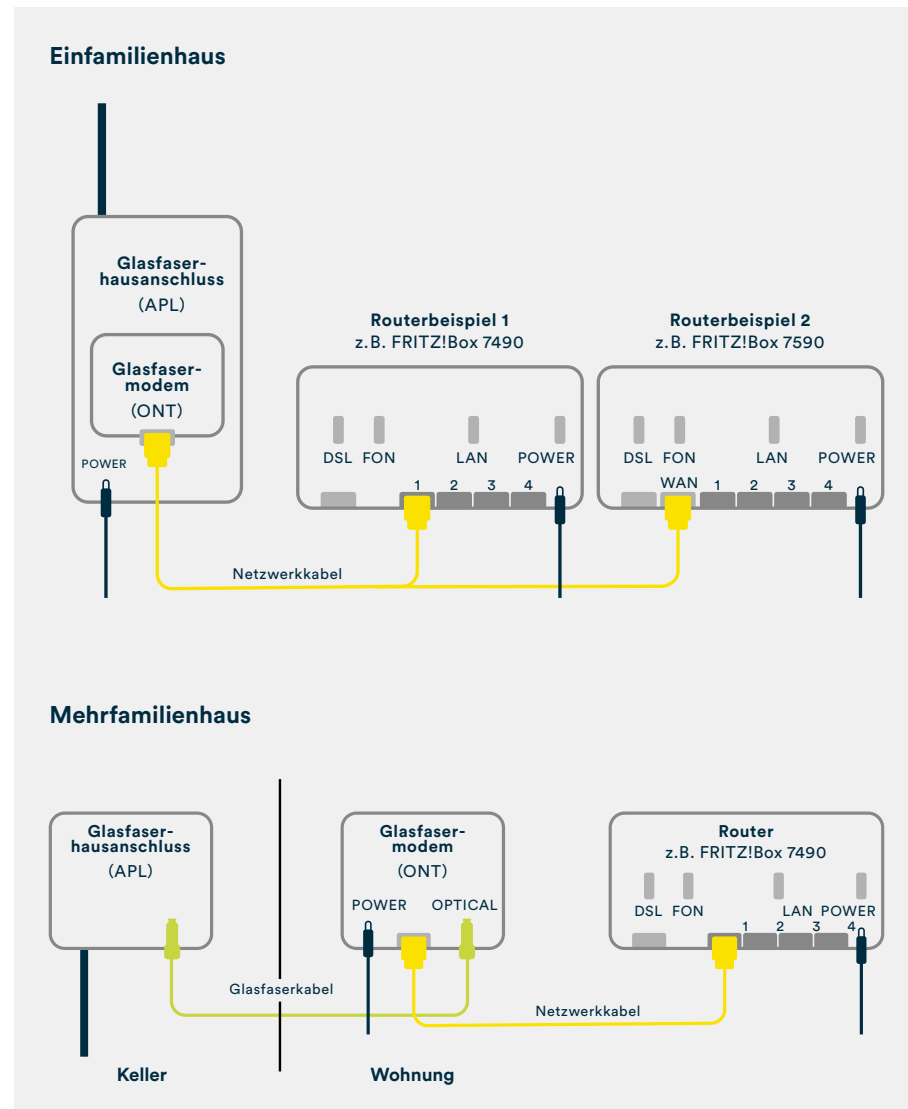 Einfamilienhaus
Glasfaser-
hausanschluss
(APL)
Glasfaser-
modem
(ONT)
POWER
Routerbeispiel 1
z.B. FRITZ!Box 7490
DSL FON LAN POWER
1 2 3 4
Routerbeispiel 2
z.B. FRITZ!Box 7590
DSL FON LAN POWER
WAN 1 2 3 4
Netzwerkkabel
Mehrfamilienhaus
Glasfaser-
hausanschluss
(APL)
Glasfaser-
modem
(ONT)
POWER OPTICAL
Router
z.B. FRITZ!Box 7490
DSL FON LAN POWER
1 2 3 4
Glasfaserkabel
Netzwerkkabel
Keller
Wohnung